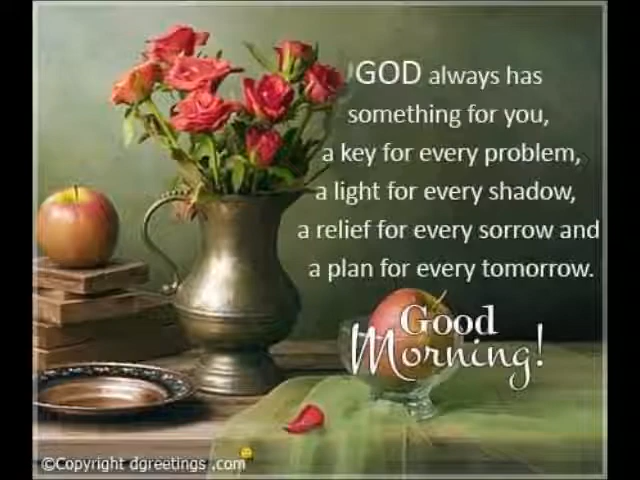 GOD always has
something for you,
a key for every problem,
a light for every shadow,
a relief for every sorrow and
a plan for every tomorrow.
Good
Morning!
©Copyright dgreetings .com